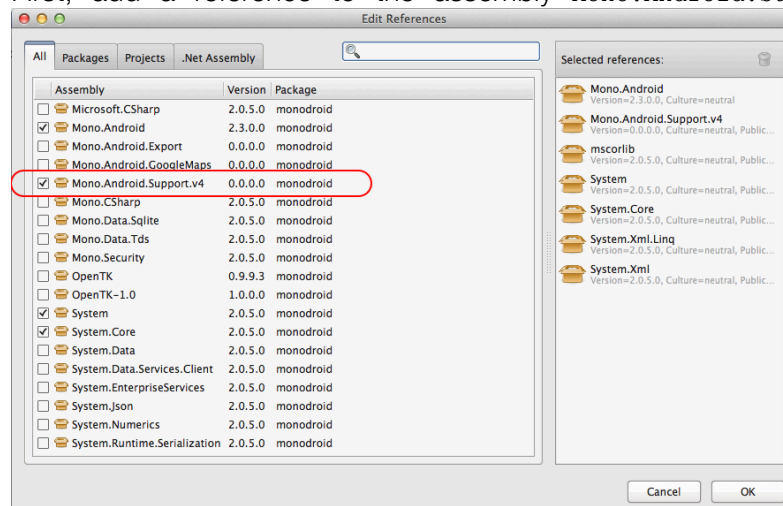 First, add a reference to the assembly
Edit References
All Packages Projects .Net Assembly
Selected references:
Assembly Version Package
Microsoft.CSharp 2.0.5.0 monodroid
Mono.Android 2.3.0.0 monodroid
Mono.Android.Export 0.0.0.0 monodroid
Mono.Android.GoogleMaps 0.0.0.0 monodroid
Mono.Android.Support.v4 0.0.0.0 monodroid
Mono.CSharp 2.0.5.0 monodroid
Mono.Data.Sqlite 2.0.5.0 monodroid
Mono.Data.Tds 2.0.5.0 monodroid
Mono.Security 2.0.5.0 monodroid
OpenTK 0.9.9.3 monodroid
OpenTK-1.0 1.0.0.0 monodroid
System 2.0.5.0 monodroid
System.Core 2.0.5.0 monodroid
System.Data 2.0.5.0 monodroid
System.Data.Services.Client 2.0.5.0 monodroid
System.EnterpriseServices 2.0.5.0 monodroid
System.Json 2.0.5.0 monodroid
System.Numerics 2.0.5.0 monodroid
System.Runtime.Serialization 2.0.5.0 monodroid
Mono.Android
Version=2.3.0.0, Culture=neutral
Mono.Android.Support.v4
Version=0.0.0.0, Culture=neutral, Public...
mscorlib
Version=2.0.5.0, Culture=neutral, Public...
System
Version=2.0.5.0, Culture=neutral, Public...
System.Core
Version=2.0.5.0, Culture=neutral, Public...
System.Xml.Linq
Version=2.0.5.0, Culture=neutral, Public...
System.Xml
Version=2.0.5.0, Culture=neutral, Public...
Cancel OK